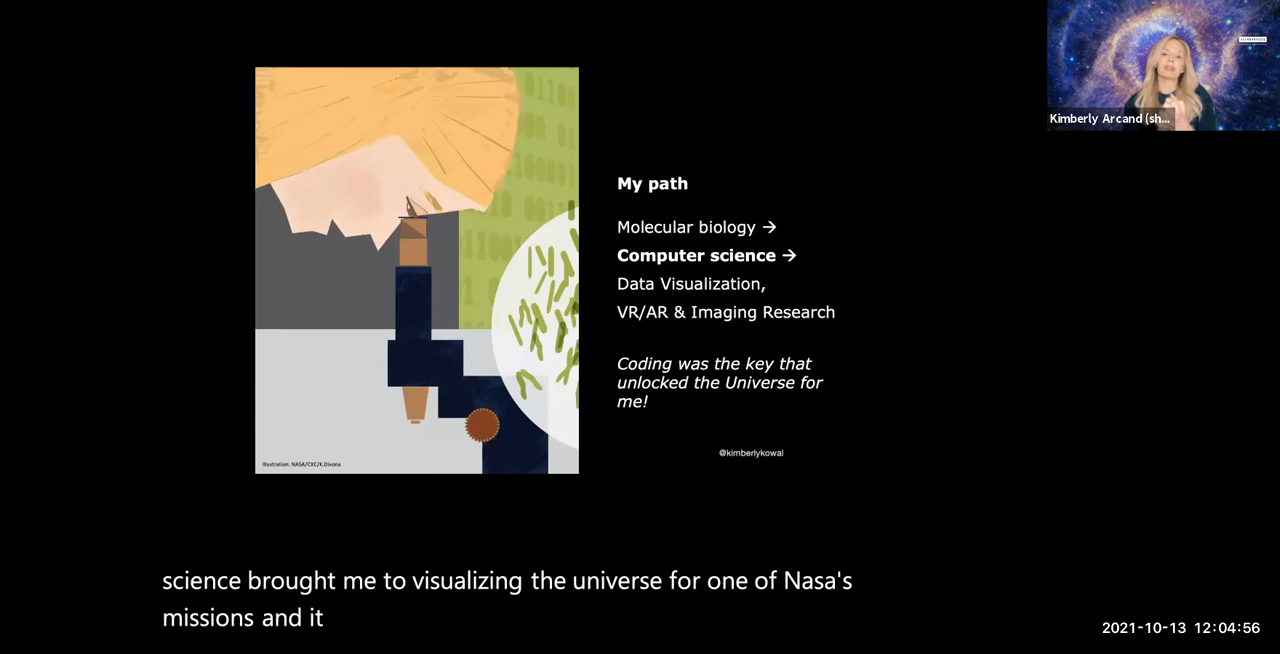 Kimberly Arcand (sh...
My path
Molecular biology →
Computer science →
Data Visualization,
VR/AR & Imaging Research
Coding was the key that
unlocked the Universe for
me!
@kimberlykowal
Illustration: NASA/CXC/K.Divona
science brought me to visualizing the universe for one of Nasa's
missions and it
2021-10-13 12:04:56